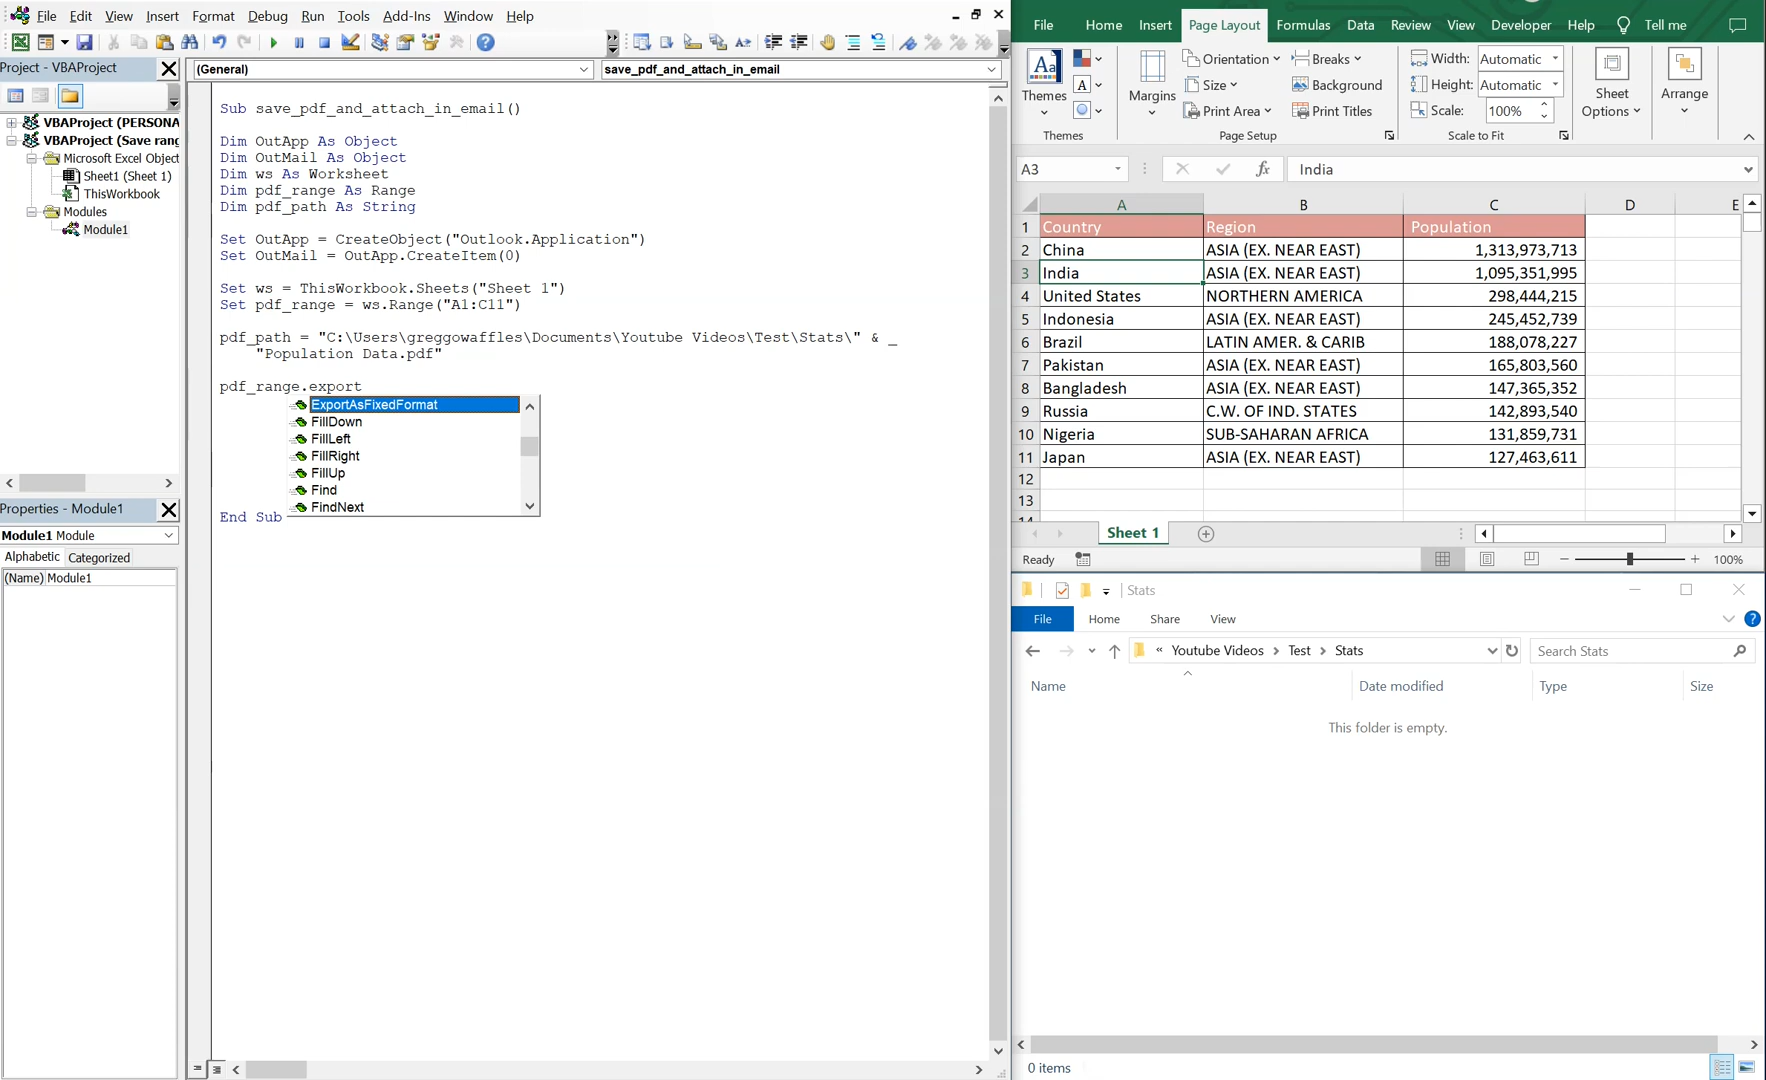 File Edit View Insert Format Debug Run Tools Add-Ins Window Help
Project - VBAProject
(General)
save_pdf_and_attach_in_email
VBAProject (PERSONA
VBAProject (Save rang
Microsoft Excel Object
Sheet1 (Sheet 1)
ThisWorkbook
Modules
Module1
Properties - Module1
Module1 Module
Alphabetic Categorized
(Name) Module1
Sub save_pdf_and_attach_in_email()
Dim OutApp As Object
Dim OutMail As Object
Dim ws As Worksheet
Dim pdf_range As Range
Dim pdf_path As String
Set OutApp = CreateObject("Outlook.Application")
Set OutMail = OutApp.CreateItem(0)
Set ws = ThisWorkbook.Sheets("Sheet 1")
Set pdf_range = ws.Range("A1:C11")
pdf_path = "C:\Users\greggowaffles\Documents\Youtube Videos\Test\Stats\" & _
"Population Data.pdf"
pdf_range.export
ExportAsFixedFormat
FillDown
FillLeft
FillRight
FillUp
Find
FindNext
End Sub
File Home Insert Page Layout Formulas Data Review View Developer Help Tell me
Themes
Margins
Orientation
Size
Print Area
Breaks
Background
Print Titles
Width: Automatic
Height: Automatic
Scale: 100%
Sheet Options
Arrange
Themes
Page Setup
Scale to Fit
A3
fx
India
A B C D E
1 Country Region Population
2 China ASIA (EX. NEAR EAST) 1,313,973,713
3 India ASIA (EX. NEAR EAST) 1,095,351,995
4 United States NORTHERN AMERICA 298,444,215
5 Indonesia ASIA (EX. NEAR EAST) 245,452,739
6 Brazil LATIN AMER. & CARIB 188,078,227
7 Pakistan ASIA (EX. NEAR EAST) 165,803,560
8 Bangladesh ASIA (EX. NEAR EAST) 147,365,352
9 Russia C.W. OF IND. STATES 142,893,540
10 Nigeria SUB-SAHARAN AFRICA 131,859,731
11 Japan ASIA (EX. NEAR EAST) 127,463,611
12
13
14
Sheet 1
Ready
100%
Stats
File Home Share View
« Youtube Videos > Test > Stats
Search Stats
Name Date modified Type Size
This folder is empty.
0 items